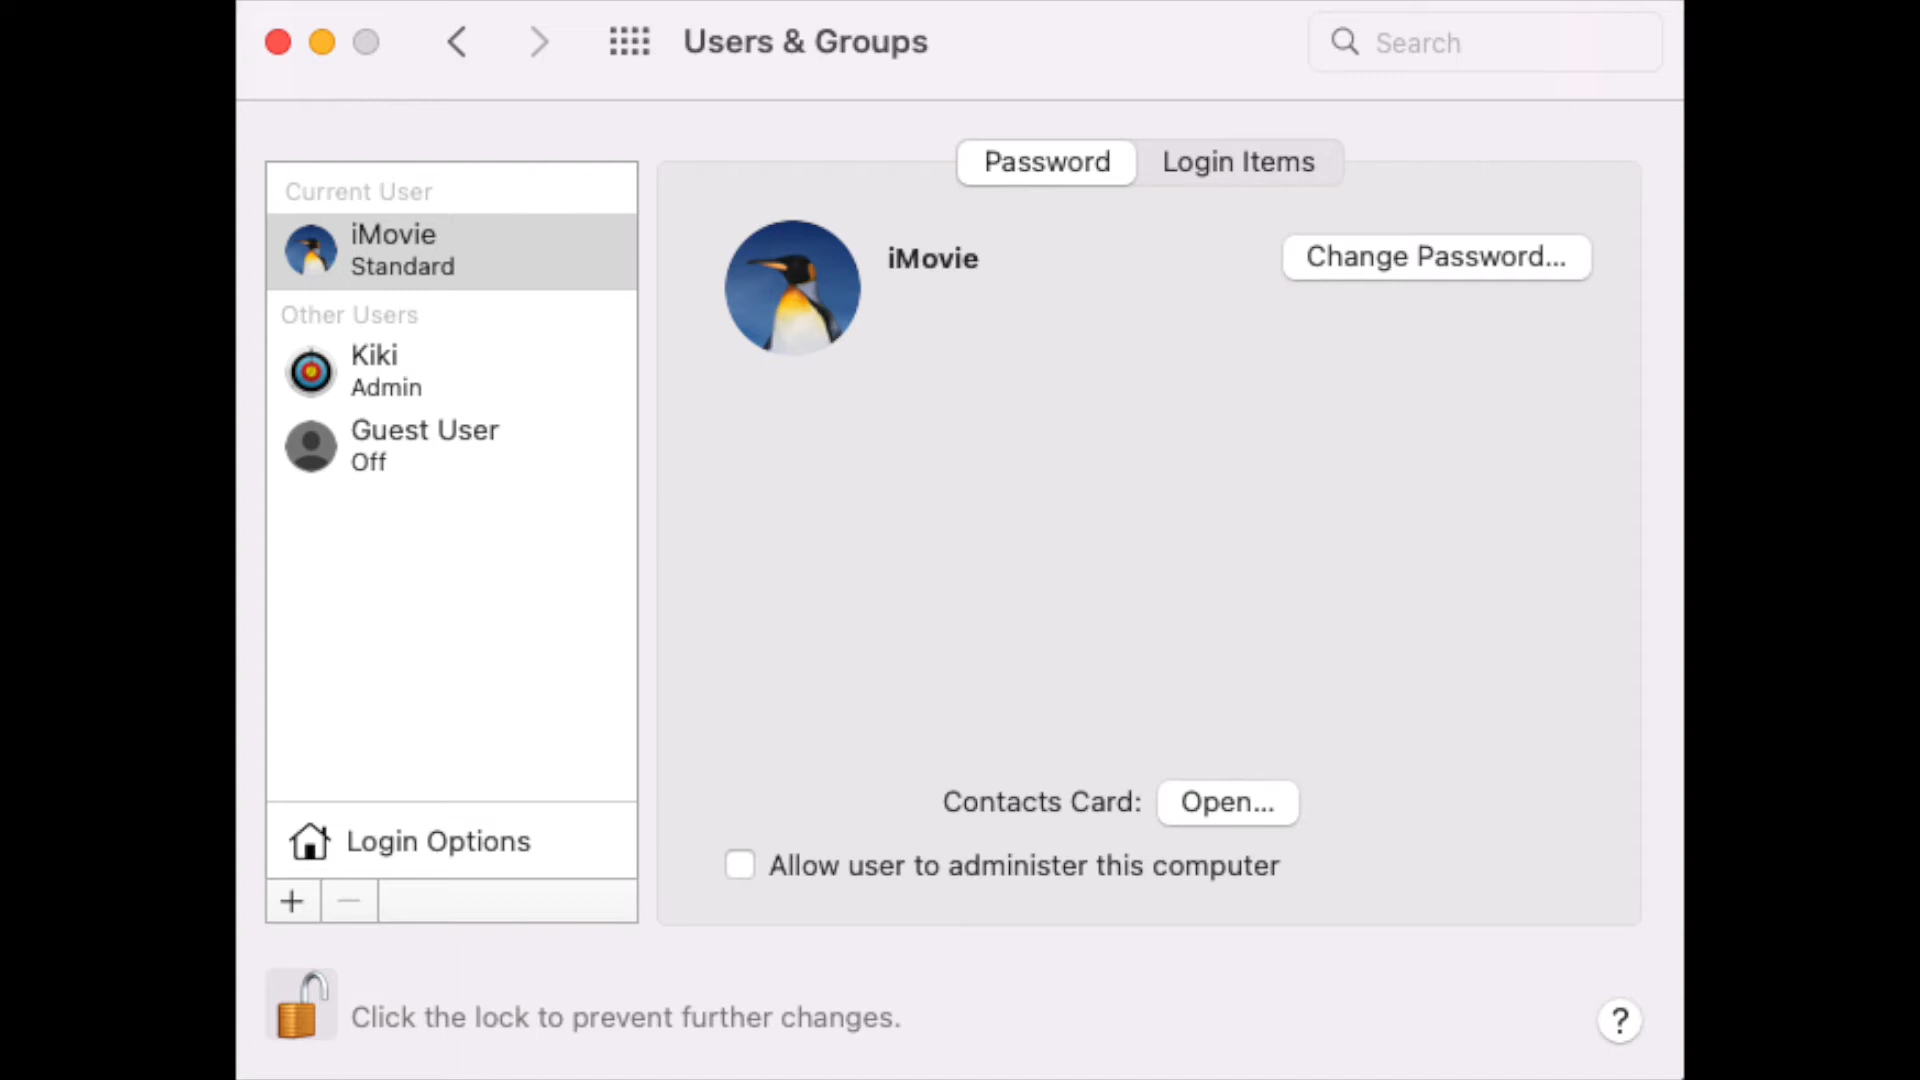 Users & Groups
Search
Password
Login Items
Current User
iMovie
Standard
Other Users
Kiki
Admin
Guest User
Off
Login Options
iMovie
Change Password...
Contacts Card:
Open...
Allow user to administer this computer
Click the lock to prevent further changes.
?